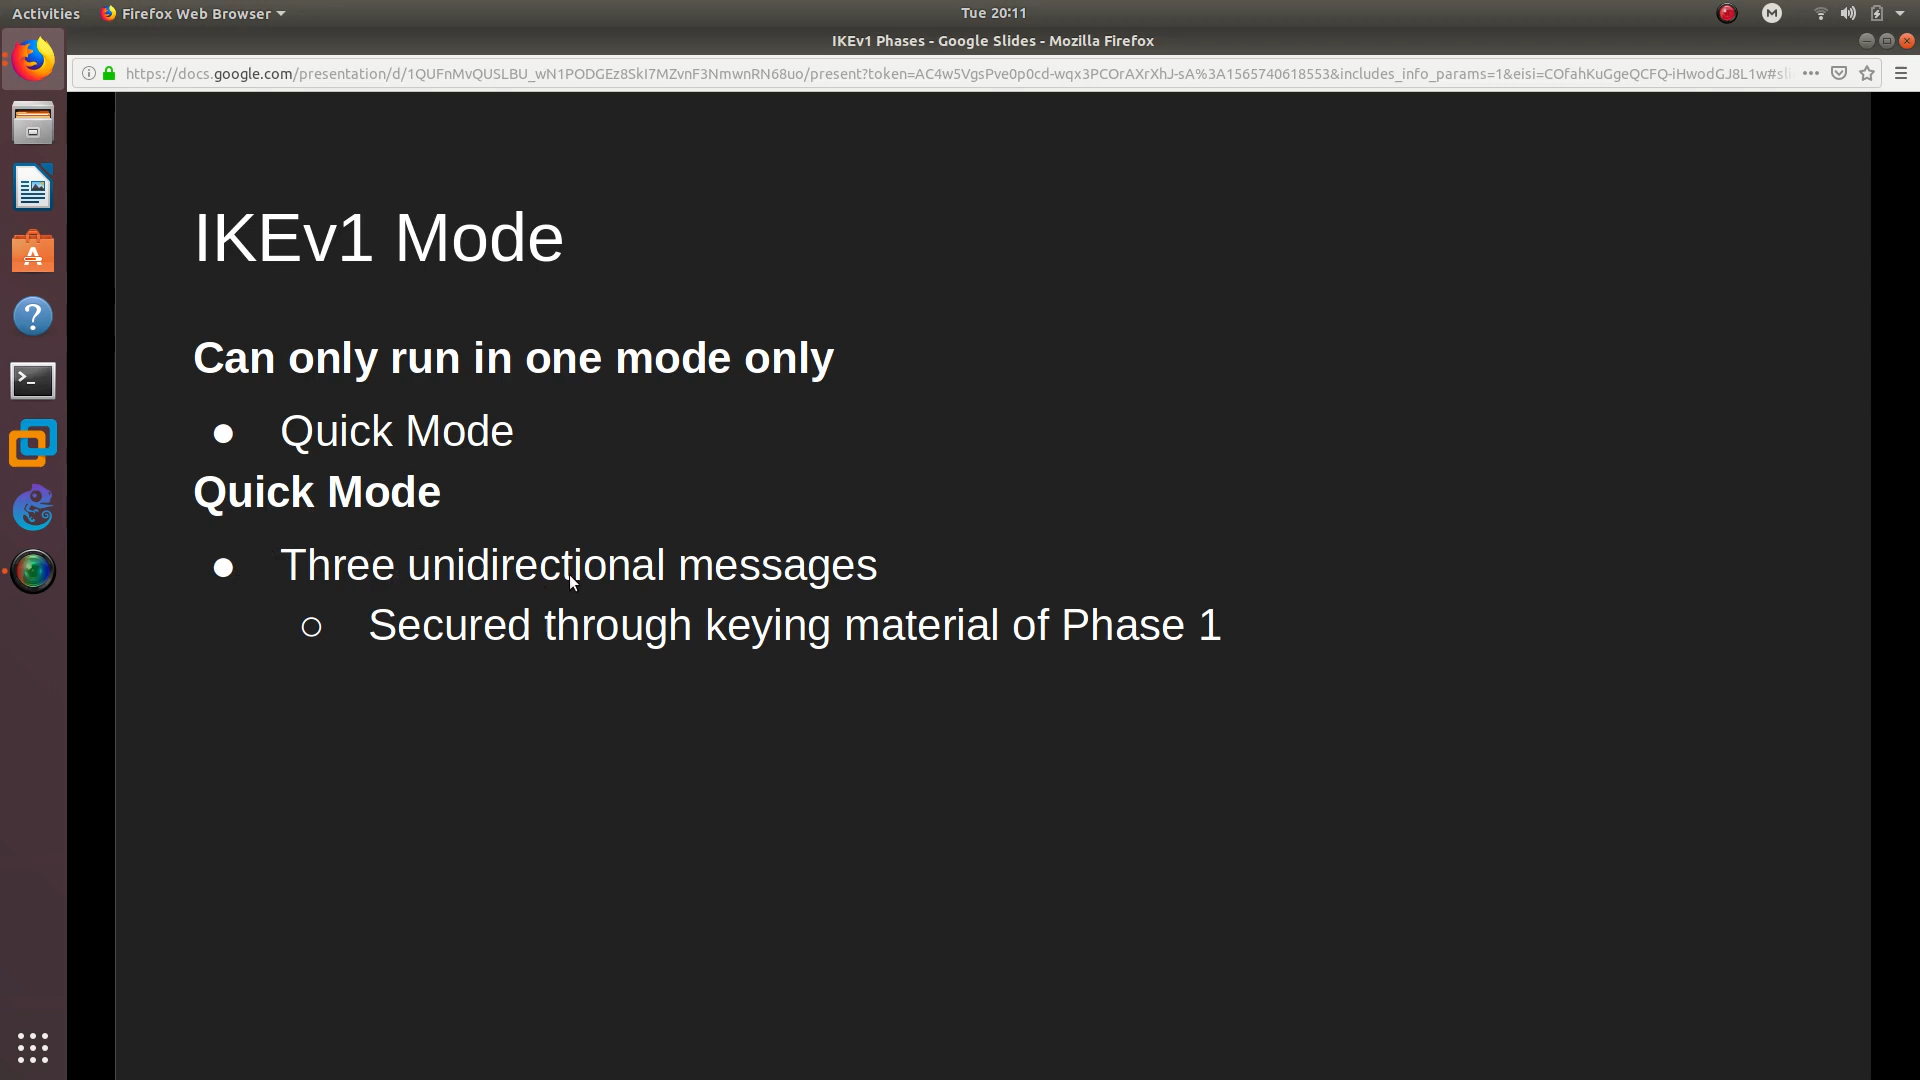 Activities
Firefox Web Browser
Tue 20:11
M
IKEv1 Phases - Google Slides - Mozilla Firefox
https://docs.google.com/presentation/d/1QUFnMvQUSLBU_wN1PODGEz8SkI7MZvnF3NmwnRN68uo/present?token=AC4w5VgsPve0p0cd-wqx3PCOrAXrXhJ-sA%3A1565740618553&includes_info_params=1&eisi=COfahKuGgeQCFQ-iHwodGJ8L1w#sli
IKEv1 Mode
Can only run in one mode only
● Quick Mode
Quick Mode
● Three unidirectional messages
○ Secured through keying material of Phase 1